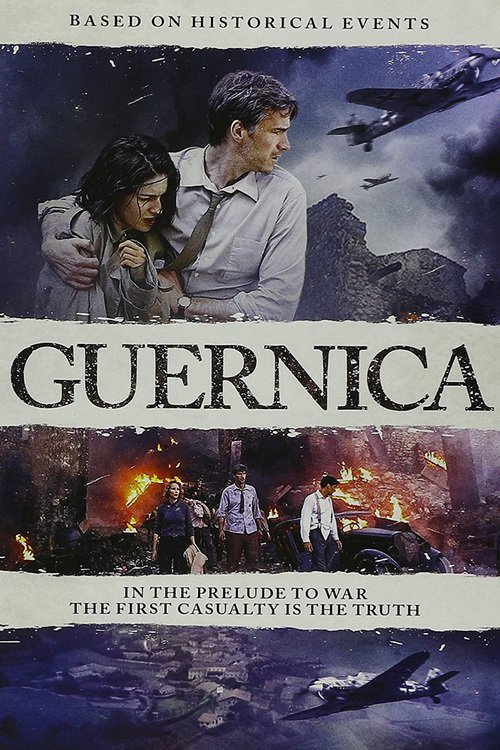 BASED ON HISTORICAL EVENTS
GUERNICA
IN THE PRELUDE TO WAR
THE FIRST CASUALTY IS THE TRUTH